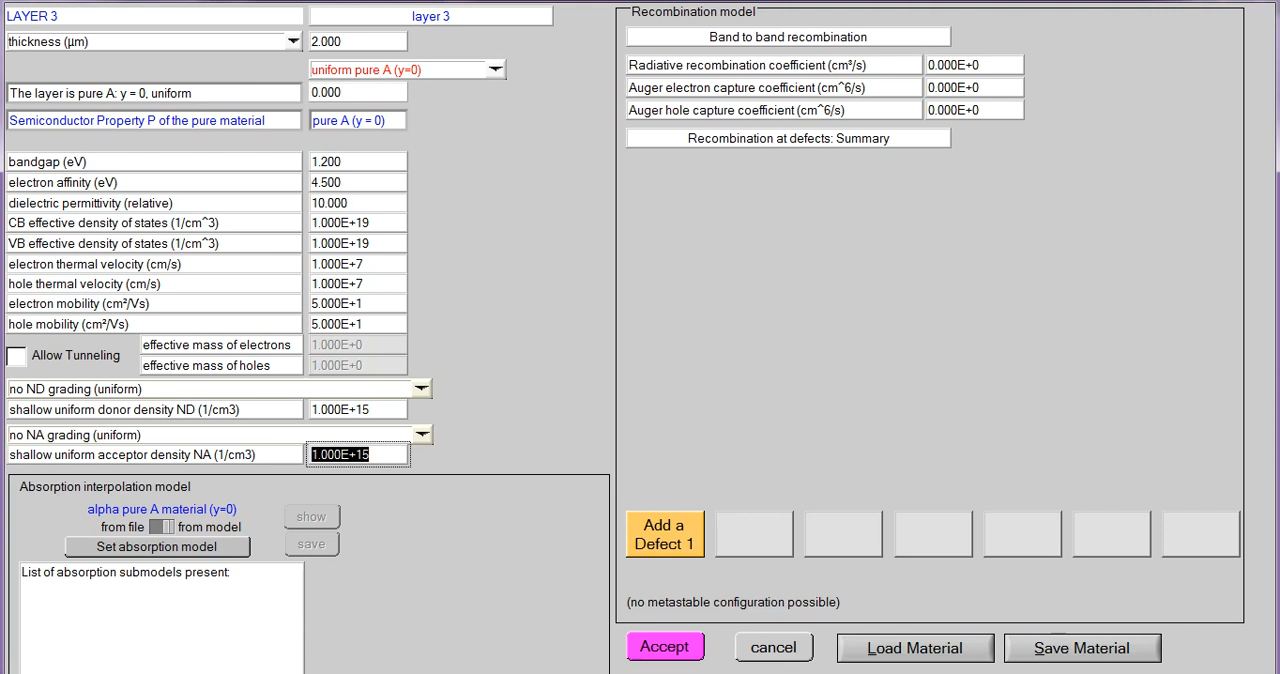 LAYER 3
layer 3
thickness (µm)
2.000
uniform pure A (y=0)
The layer is pure A: y = 0, uniform
0.000
Semiconductor Property P of the pure material
pure A (y = 0)
bandgap (eV)
1.200
electron affinity (eV)
4.500
dielectric permittivity (relative)
10.000
CB effective density of states (1/cm^3)
1.000E+19
VB effective density of states (1/cm^3)
1.000E+19
electron thermal velocity (cm/s)
1.000E+7
hole thermal velocity (cm/s)
1.000E+7
electron mobility (cm²/Vs)
5.000E+1
hole mobility (cm²/Vs)
5.000E+1
Allow Tunneling
effective mass of electrons
1.000E+0
effective mass of holes
1.000E+0
no ND grading (uniform)
shallow uniform donor density ND (1/cm3)
1.000E+15
no NA grading (uniform)
shallow uniform acceptor density NA (1/cm3)
1.000E+15
Absorption interpolation model
alpha pure A material (y=0)
from file
from model
show
Set absorption model
save
List of absorption submodels present:
Recombination model
Band to band recombination
Radiative recombination coefficient (cm³/s)
0.000E+0
Auger electron capture coefficient (cm^6/s)
0.000E+0
Auger hole capture coefficient (cm^6/s)
0.000E+0
Recombination at defects: Summary
Add a
Defect 1
(no metastable configuration possible)
Accept
cancel
Load Material
Save Material